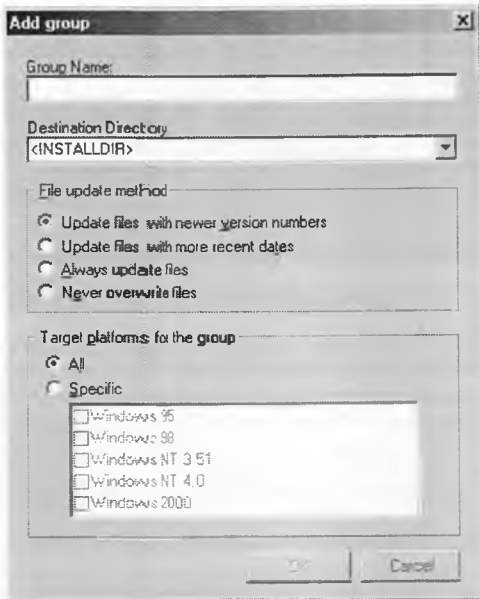 Add group
Group Name:
Destination Directory
<INSTALLDIR>
File update method
Update files with newer version numbers
Update files with more recent dates
Always update files
Never overwrite files
Target platforms for the group
All
Specific
Windows 95
Windows 98
Windows NT 3.51
Windows NT 4.0
Windows 2000
OK
Cancel